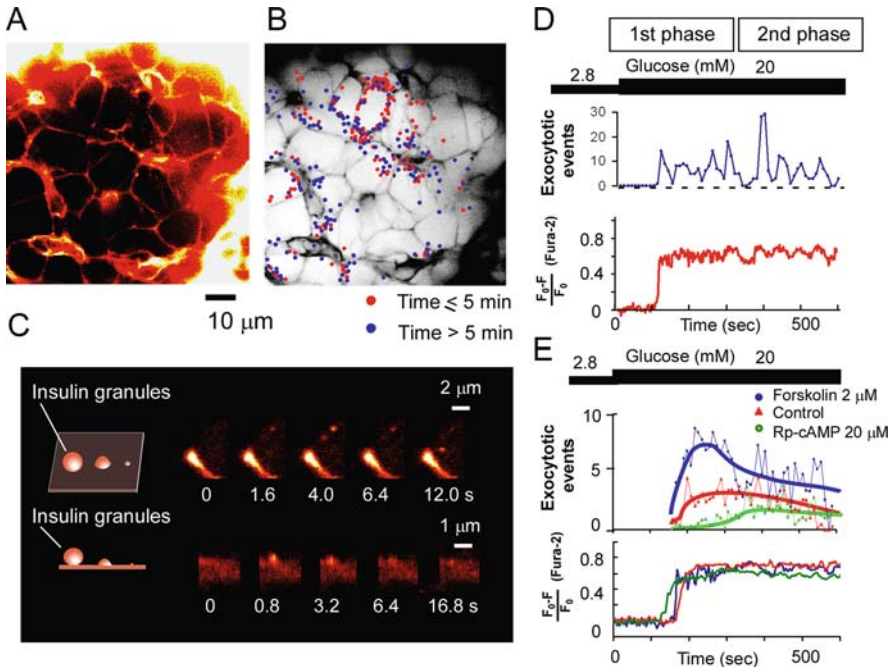 A
B
10 µm
Time ⩽ 5 min
Time > 5 min
C
Insulin granules
2 µm
0 1.6 4.0 6.4 12.0 s
Insulin granules
1 µm
0 0.8 3.2 6.4 16.8 s
D
1st phase 2nd phase
2.8 Glucose (mM) 20
Exocytotic events
30
20
10
0
F0-F / F0 (Fura-2)
0.8
0.4
0
0 Time (sec) 500
E
2.8 Glucose (mM) 20
Forskolin 2 µM
Control
Rp-cAMP 20 µM
Exocytotic events
10
5
0
F0-F / F0 (Fura-2)
0.8
0.4
0
0 Time (sec) 500